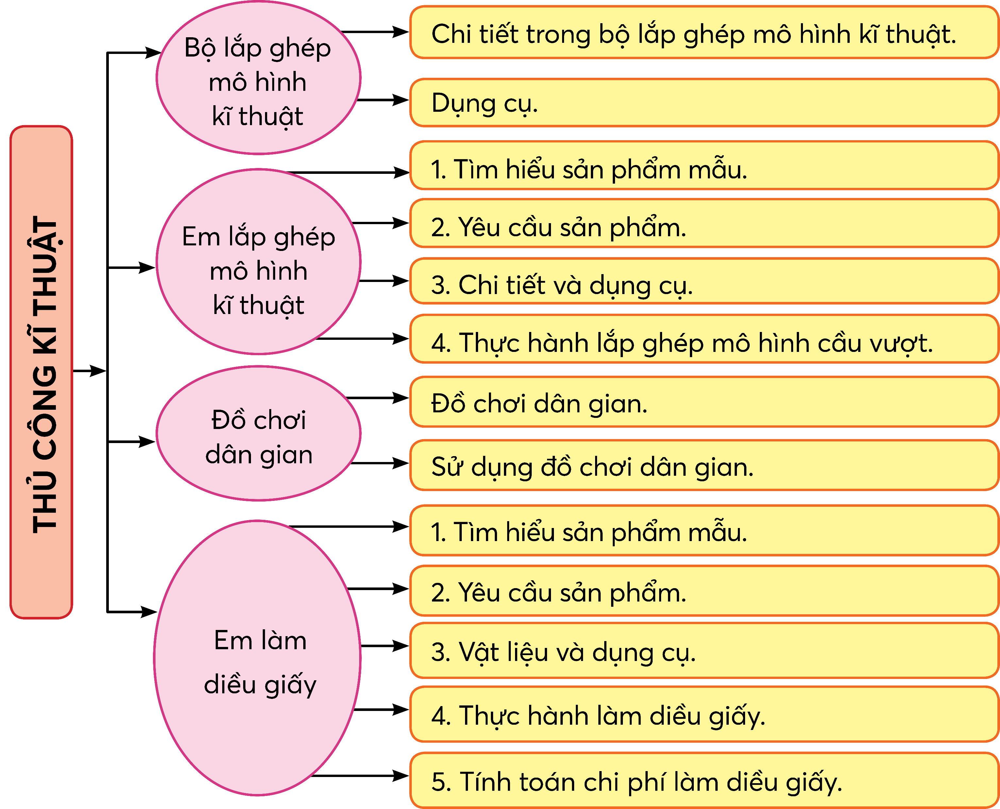 THỦ CÔNG KĨ THUẬT
Bộ lắp ghép
mô hình
kĩ thuật
Chi tiết trong bộ lắp ghép mô hình kĩ thuật.
Dụng cụ.
Em lắp ghép
mô hình
kĩ thuật
1. Tìm hiểu sản phẩm mẫu.
2. Yêu cầu sản phẩm.
3. Chi tiết và dụng cụ.
4. Thực hành lắp ghép mô hình cầu vượt.
Đồ chơi
dân gian
Đồ chơi dân gian.
Sử dụng đồ chơi dân gian.
Em làm
diều giấy
1. Tìm hiểu sản phẩm mẫu.
2. Yêu cầu sản phẩm.
3. Vật liệu và dụng cụ.
4. Thực hành làm diều giấy.
5. Tính toán chi phí làm diều giấy.